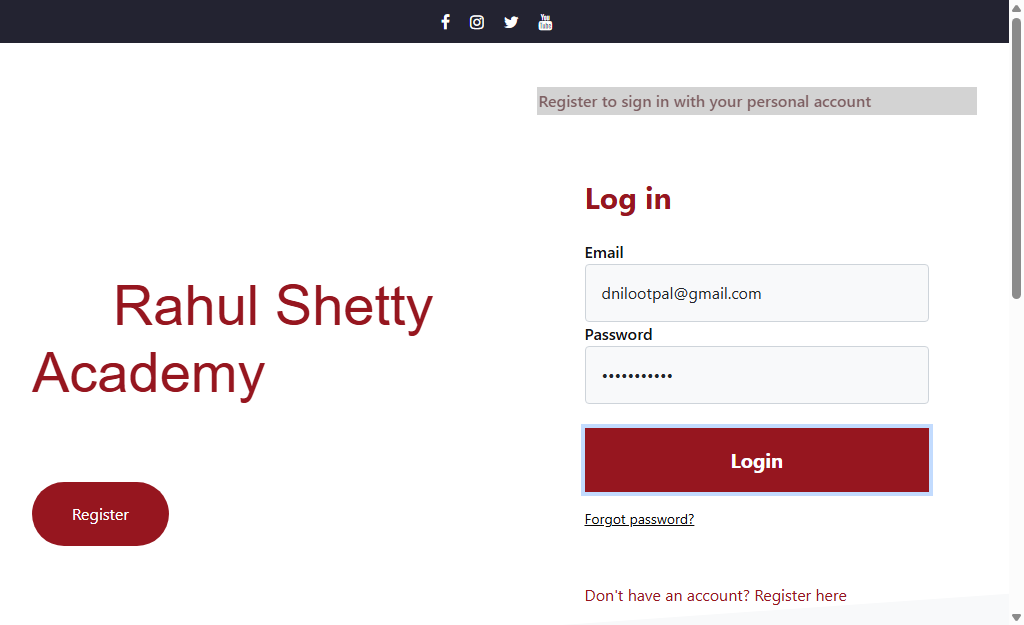 Register to sign in with your personal account
Log in
Email
dnilootpal@gmail.com
Password
Login
Forgot password?
Don't have an account? Register here
Rahul Shetty
Academy
Register